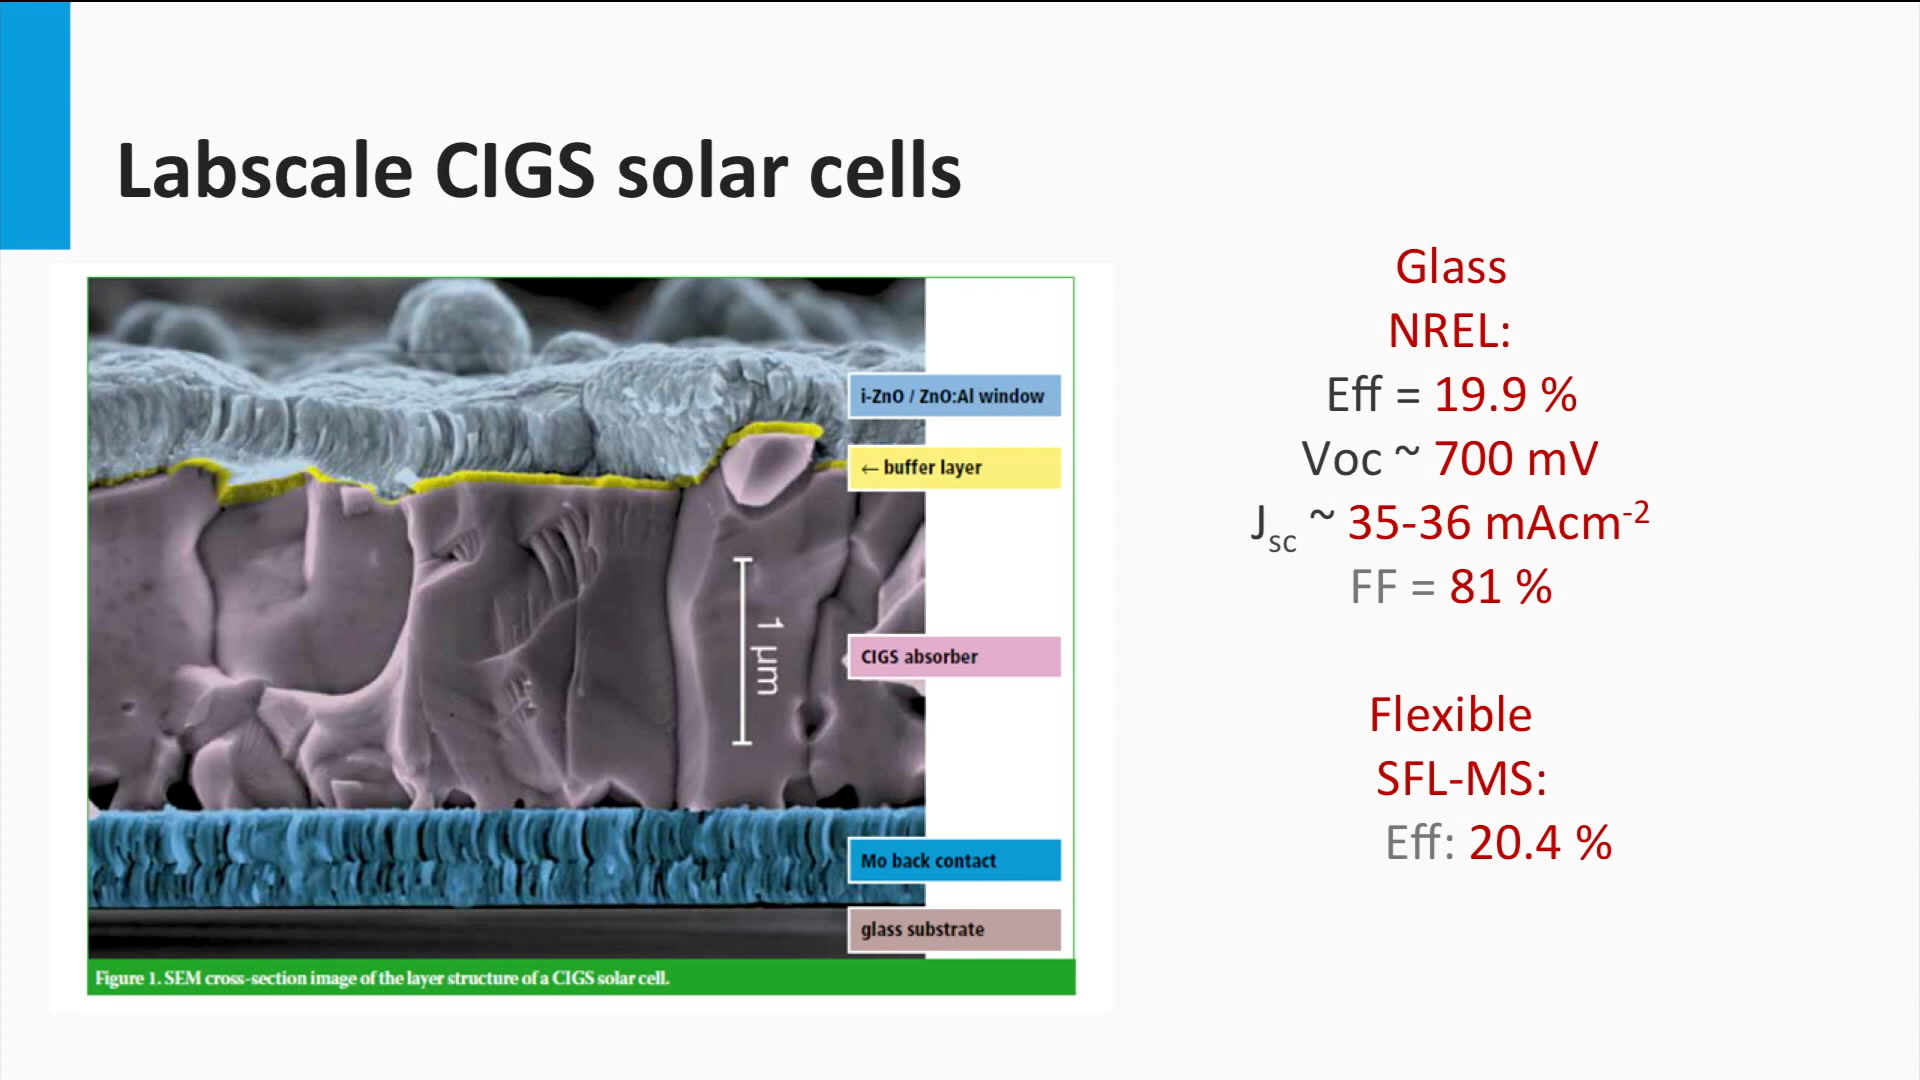 Labscale CIGS solar cells
i-ZnO / ZnO:Al window
← buffer layer
1 µm
CIGS absorber
Mo back contact
glass substrate
Figure 1. SEM cross-section image of the layer structure of a CIGS solar cell.
Glass
NREL:
Eff = 19.9 %
Voc ~ 700 mV
Jsc ~ 35-36 mAcm-2
FF = 81 %
Flexible
SFL-MS:
Eff: 20.4 %